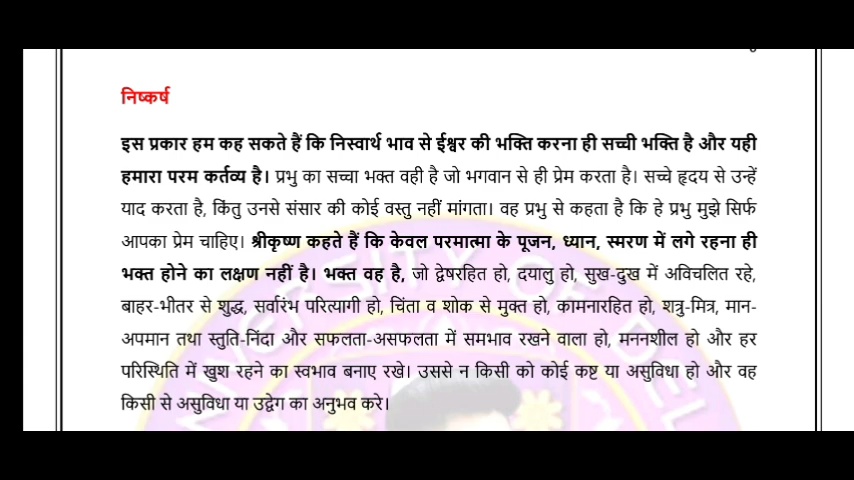 निष्कर्ष
इस प्रकार हम कह सकते हैं कि निस्वार्थ भाव से ईश्वर की भक्ति करना ही सच्ची भक्ति है और यही
हमारा परम कर्तव्य है। प्रभु का सच्चा भक्त वही है जो भगवान से ही प्रेम करता है। सच्चे हृदय से उन्हें
याद करता है, किंतु उनसे संसार की कोई वस्तु नहीं मांगता। वह प्रभु से कहता है कि हे प्रभु मुझे सिर्फ
आपका प्रेम चाहिए। श्रीकृष्ण कहते हैं कि केवल परमात्मा के पूजन, ध्यान, स्मरण में लगे रहना ही
भक्त होने का लक्षण नहीं है। भक्त वह है, जो द्वेषरहित हो, दयालु हो, सुख-दुख में अविचलित रहे,
बाहर-भीतर से शुद्ध, सर्वारंभ परित्यागी हो, चिंता व शोक से मुक्त हो, कामनारहित हो, शत्रु-मित्र, मान-
अपमान तथा स्तुति-निंदा और सफलता-असफलता में समभाव रखने वाला हो, मननशील हो और हर
परिस्थिति में खुश रहने का स्वभाव बनाए रखे। उससे न किसी को कोई कष्ट या असुविधा हो और वह
किसी से असुविधा या उद्वेग का अनुभव करे।